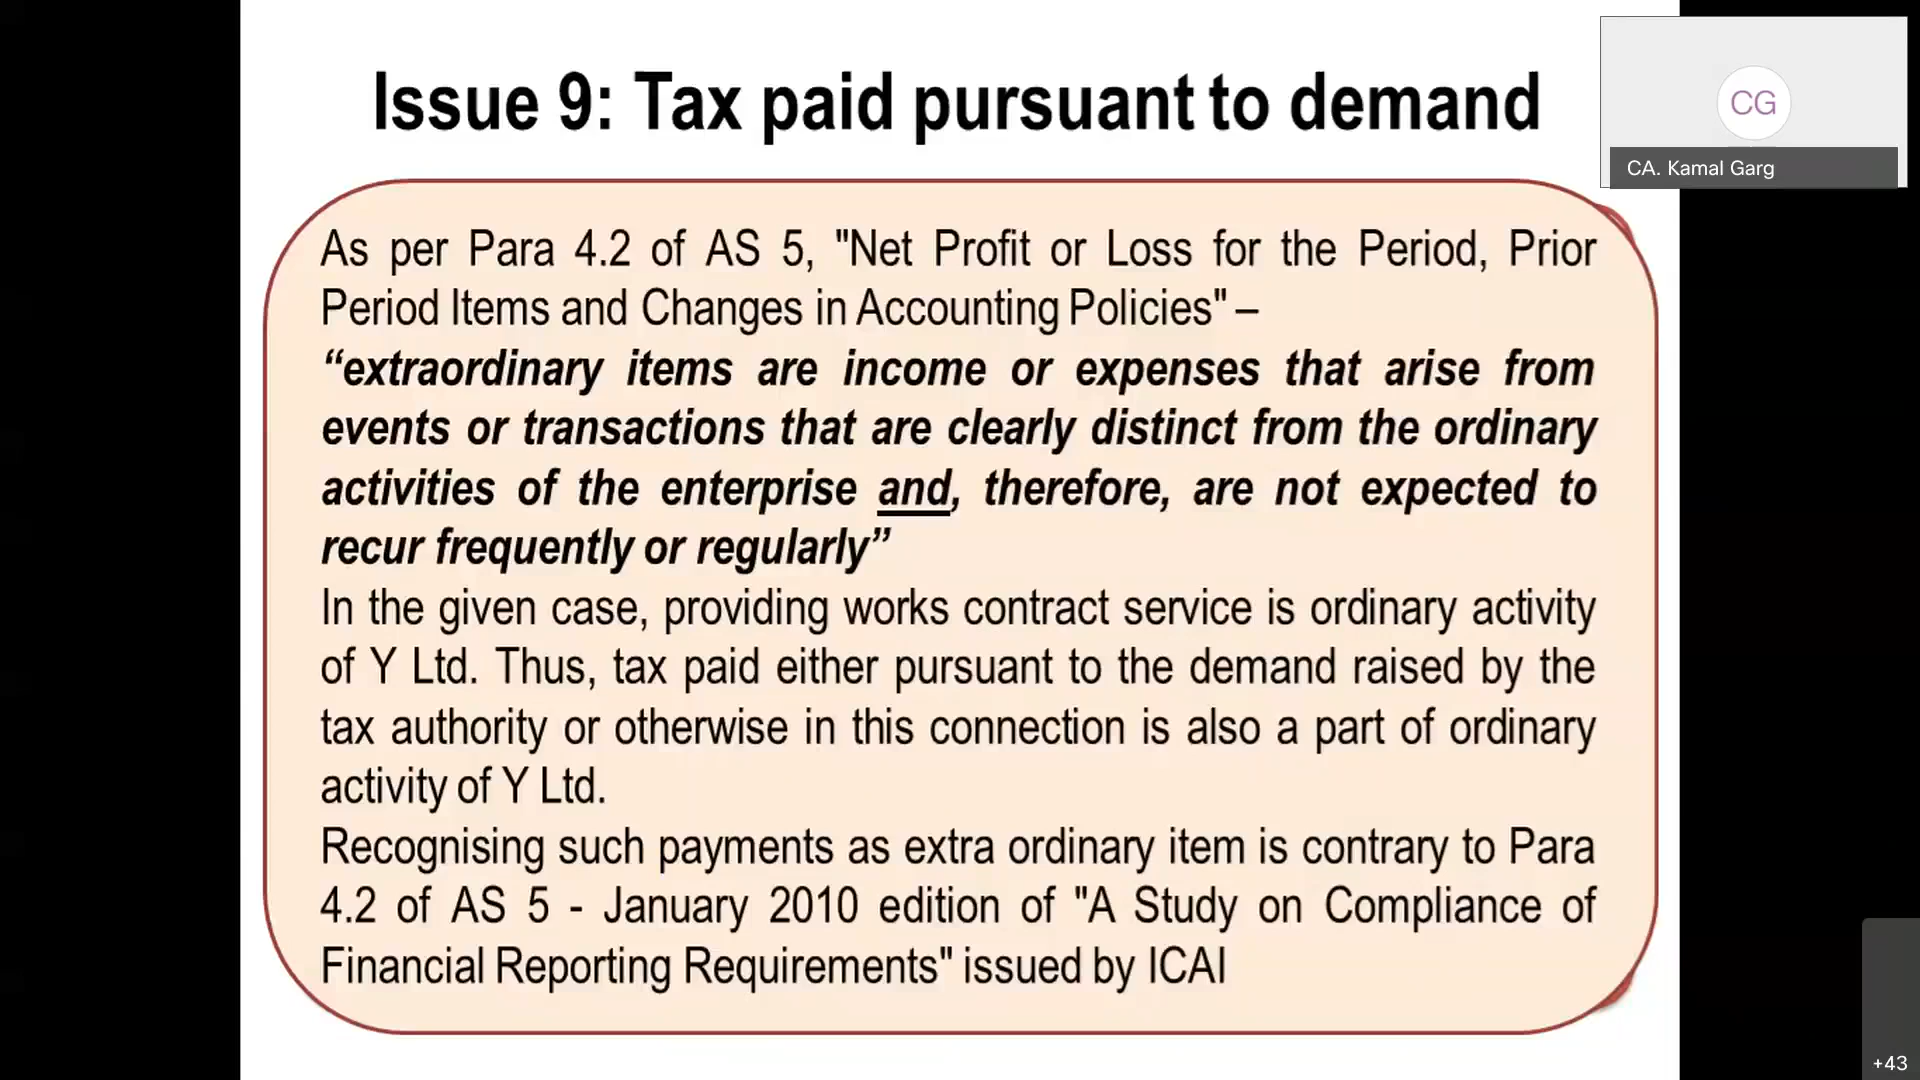 Issue 9: Tax paid pursuant to demand
CG
CA. Kamal Garg
As per Para 4.2 of AS 5, "Net Profit or Loss for the Period, Prior
Period Items and Changes in Accounting Policies" –
“extraordinary items are income or expenses that arise from
events or transactions that are clearly distinct from the ordinary
activities of the enterprise and, therefore, are not expected to
recur frequently or regularly”
In the given case, providing works contract service is ordinary activity
of Y Ltd. Thus, tax paid either pursuant to the demand raised by the
tax authority or otherwise in this connection is also a part of ordinary
activity of Y Ltd.
Recognising such payments as extra ordinary item is contrary to Para
4.2 of AS 5 - January 2010 edition of "A Study on Compliance of
Financial Reporting Requirements" issued by ICAI
+43